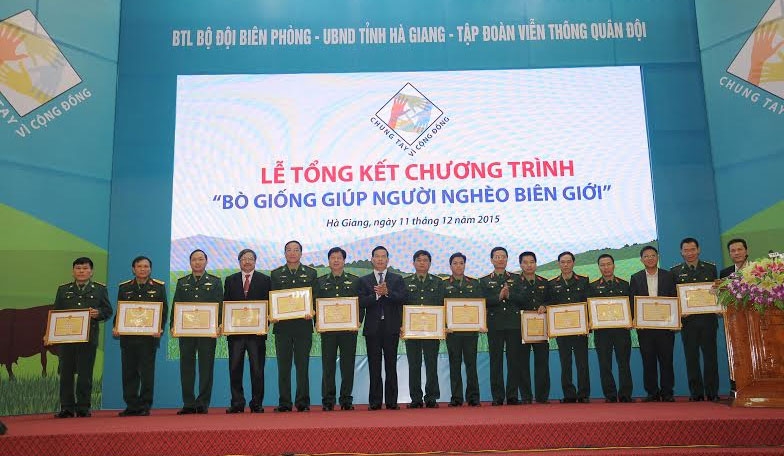 BTL BỘ ĐỘI BIÊN PHÒNG - UBND TỈNH HÀ GIANG - TẬP ĐOÀN VIỄN THÔNG QUÂN ĐỘI
CHUNG TAY
VÌ CỘNG ĐỒNG
CHUNG TAY
VÌ CỘNG ĐỒNG
LỄ TỔNG KẾT CHƯƠNG TRÌNH
“BÒ GIỐNG GIÚP NGƯỜI NGHÈO BIÊN GIỚI”
Hà Giang, ngày 11 tháng 12 năm 2015